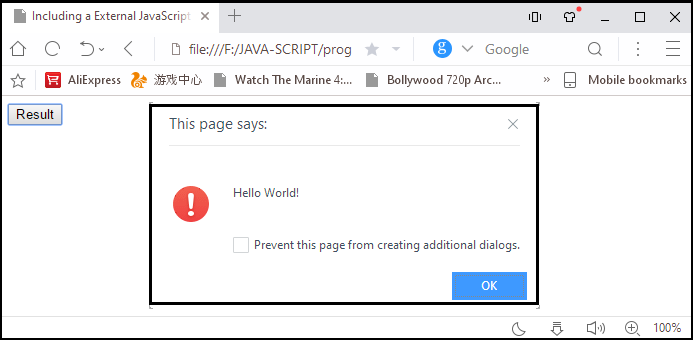 Including a External JavaScript
file:///F:/JAVA-SCRIPT/prog
g
Google
AliExpress 游戏中心 Watch The Marine 4:... Bollywood 720p Arc... » Mobile bookmarks
Result
This page says:
Hello World!
Prevent this page from creating additional dialogs.
OK
100%